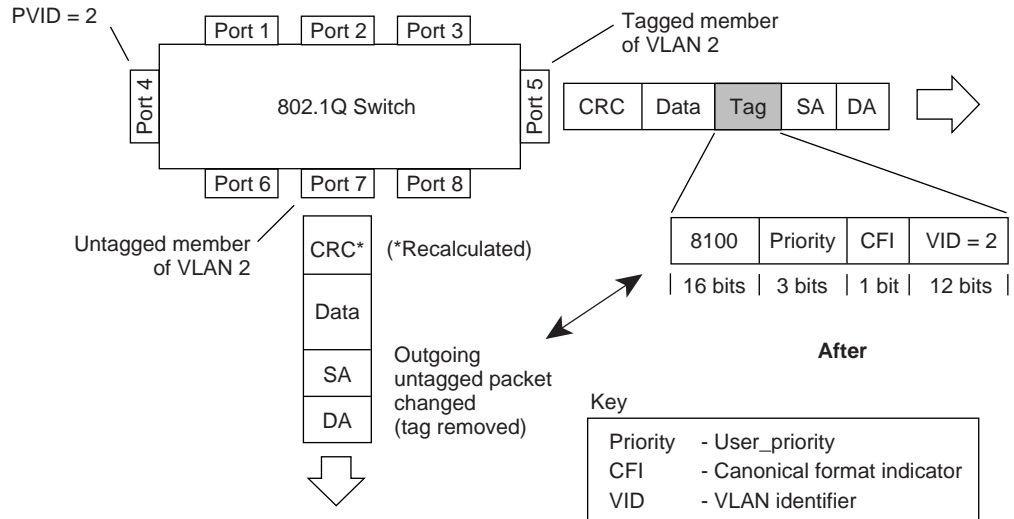 PVID = 2
Port 1
Port 2
Port 3
Tagged member
of VLAN 2
Port 4
802.1Q Switch
Port 5
CRC
Data
Tag
SA
DA
Port 6
Port 7
Port 8
Untagged member
of VLAN 2
CRC*
(*Recalculated)
Data
SA
DA
Outgoing
untagged packet
changed
(tag removed)
8100
Priority
CFI
VID = 2
16 bits
3 bits
1 bit
12 bits
After
Key
Priority - User_priority
CFI - Canonical format indicator
VID - VLAN identifier